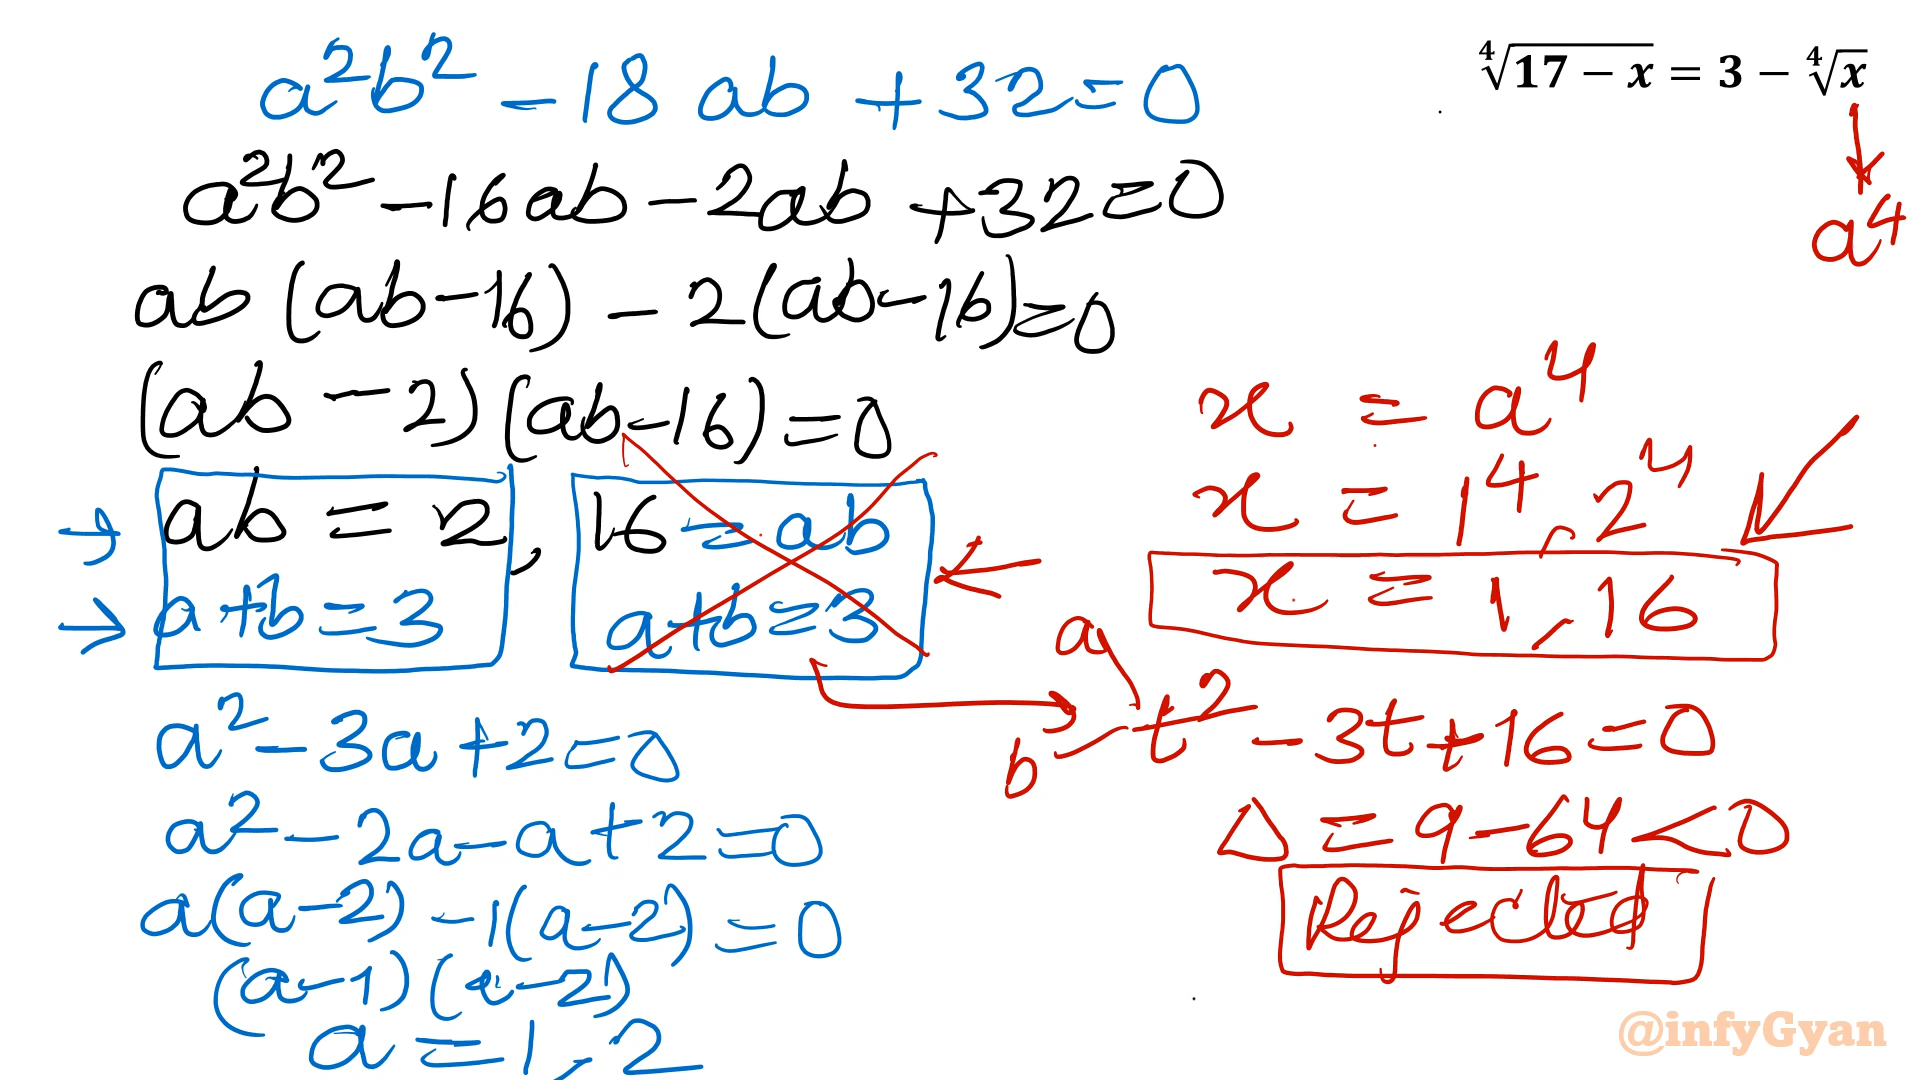 a²b² - 18 ab + 32 = 0
a²b² - 16ab - 2ab + 32 = 0
ab (ab - 16) - 2(ab - 16) = 0
(ab - 2) (ab - 16) = 0
→ ab = 2, 16 = ab
→ a + b = 3 a + b = 3
a² - 3a + 2 = 0
a² - 2a - a + 2 = 0
a(a - 2) - 1(a - 2) = 0
(a - 1) (a - 2)
a = 1, 2
⁴√(17 − x) = 3 − ⁴√x
a⁴
x = a⁴
x = 1⁴, 2⁴
x = 1, 16
a
b
t² - 3t + 16 = 0
Δ = 9 - 64 < 0
Rejected
@infyGyan